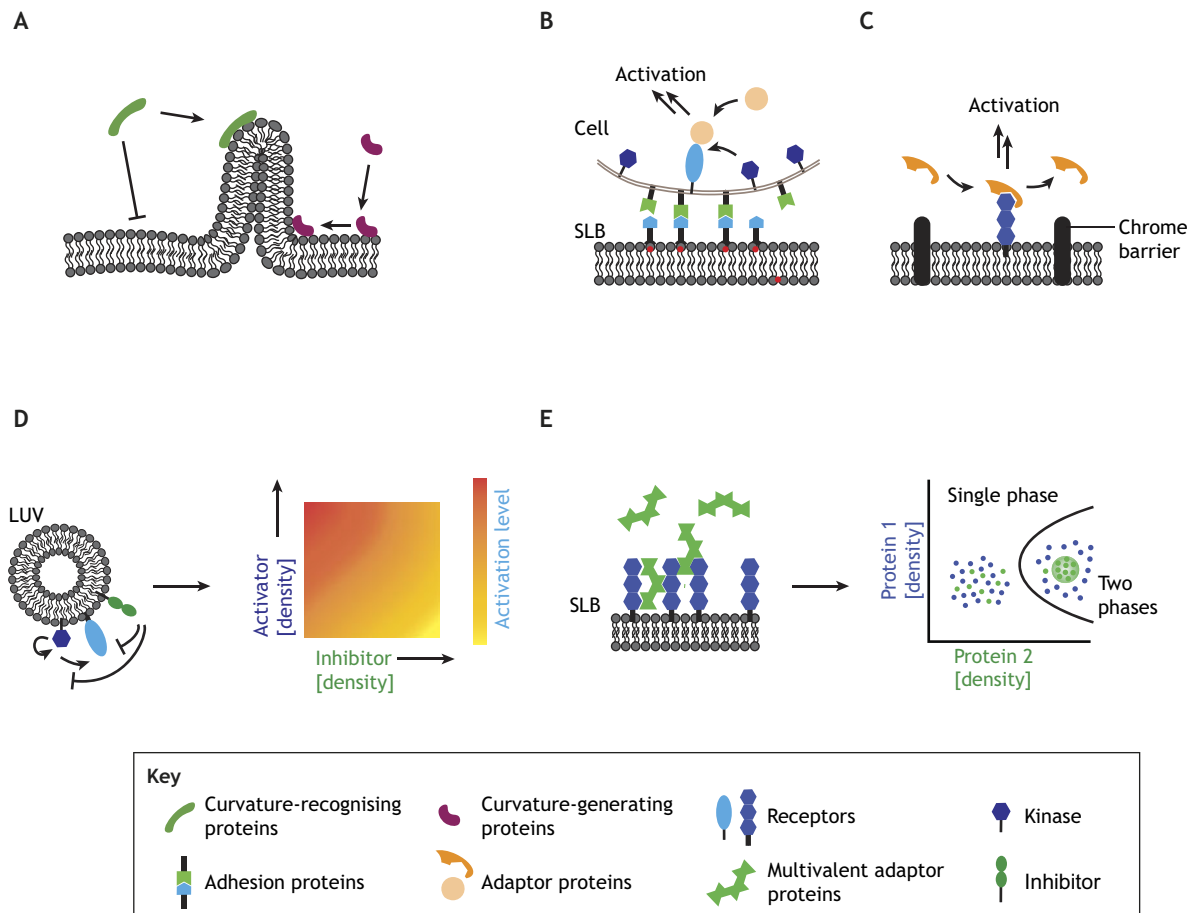 A
B
C
Activation
Cell
SLB
Activation
Chrome
barrier
D
E
LUV
Activator
[density]
Inhibitor
[density]
Activation level
SLB
Protein 1
[density]
Single phase
Two
phases
Protein 2
[density]
Key
Curvature-recognising
proteins
Curvature-generating
proteins
Receptors
Kinase
Adhesion proteins
Adaptor proteins
Multivalent adaptor
proteins
Inhibitor